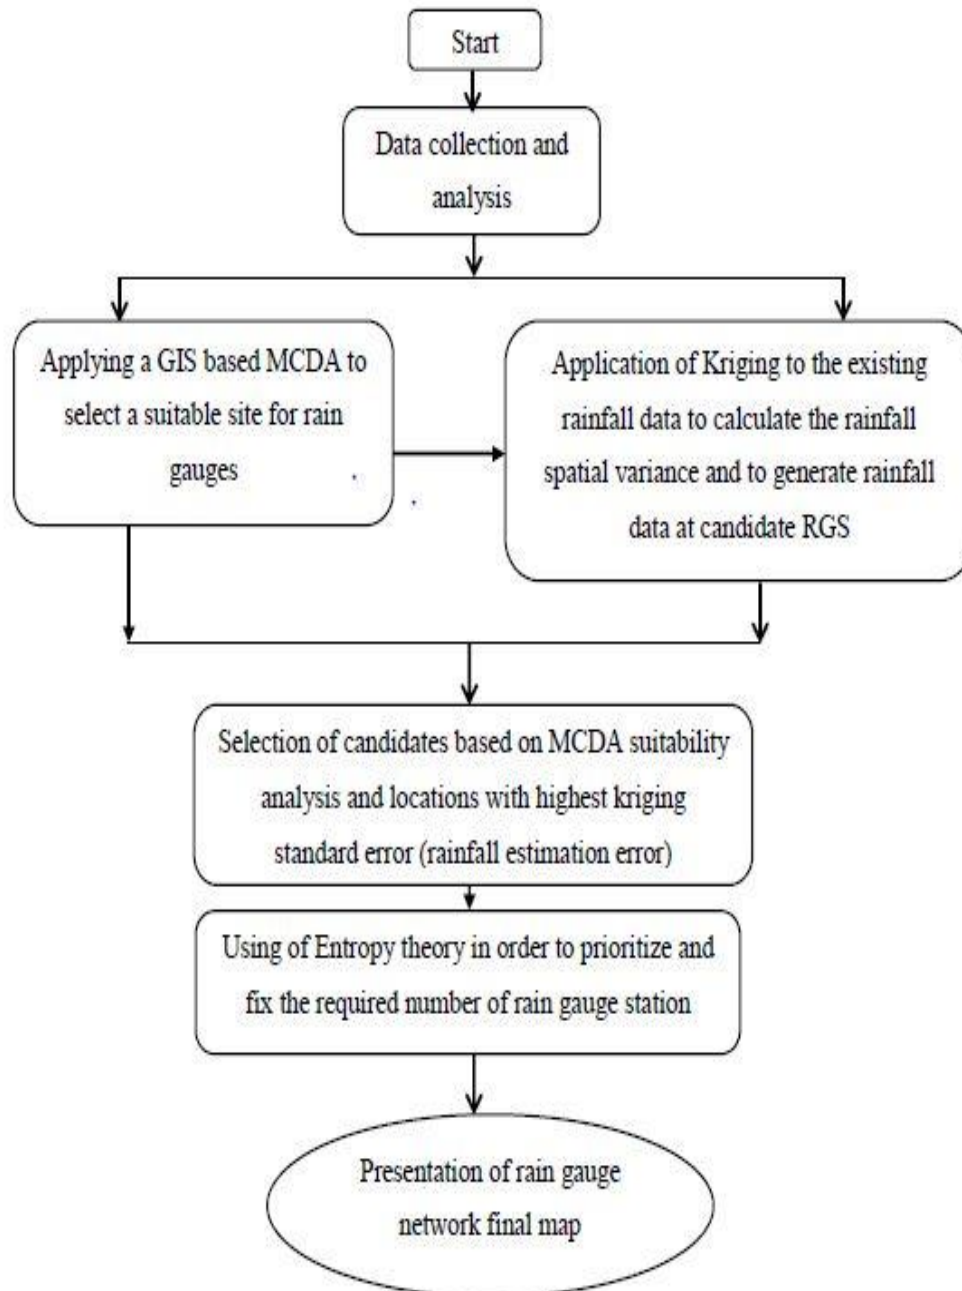 Start
Data collection and
analysis
Applying a GIS based MCDA to
select a suitable site for rain
gauges
Application of Kriging to the existing
rainfall data to calculate the rainfall
spatial variance and to generate rainfall
data at candidate RGS
Selection of candidates based on MCDA suitability
analysis and locations with highest kriging
standard error (rainfall estimation error)
Using of Entropy theory in order to prioritize and
fix the required number of rain gauge station
Presentation of rain gauge
network final map